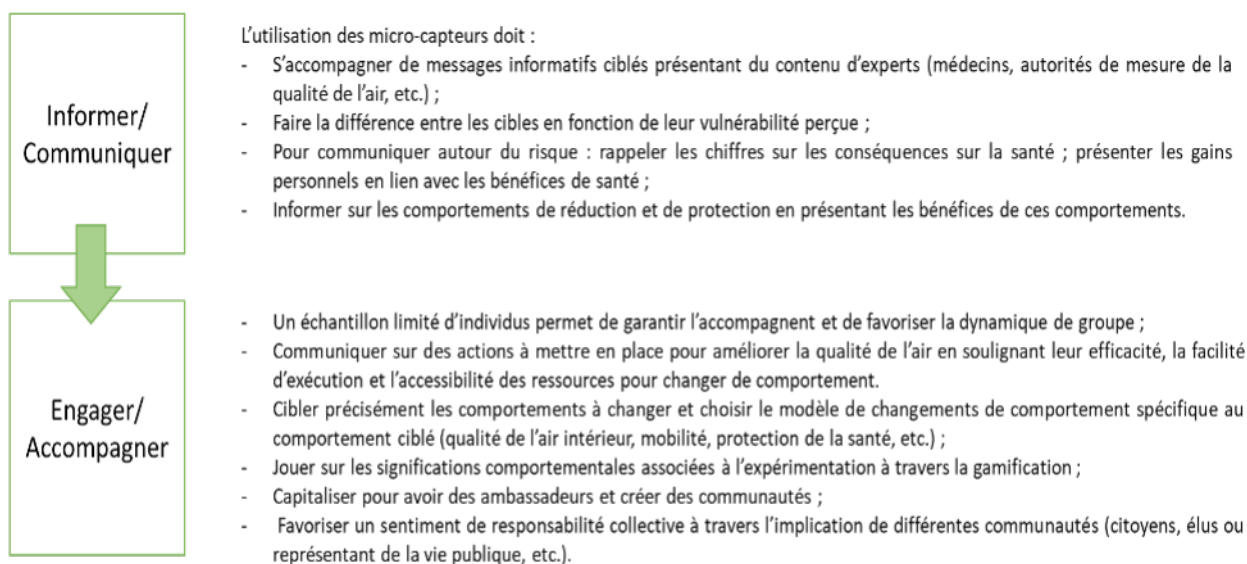 Informer/
Communiquer
L'utilisation des micro-capteurs doit :
- S'accompagner de messages informatifs ciblés présentant du contenu d'experts (médecins, autorités de mesure de la
qualité de l'air, etc.) ;
- Faire la différence entre les cibles en fonction de leur vulnérabilité perçue ;
- Pour communiquer autour du risque : rappeler les chiffres sur les conséquences sur la santé ; présenter les gains
personnels en lien avec les bénéfices de santé ;
- Informer sur les comportements de réduction et de protection en présentant les bénéfices de ces comportements.
Engager/
Accompagner
- Un échantillon limité d'individus permet de garantir l'accompagnent et de favoriser la dynamique de groupe ;
- Communiquer sur des actions à mettre en place pour améliorer la qualité de l'air en soulignant leur efficacité, la facilité
d'exécution et l'accessibilité des ressources pour changer de comportement.
- Cibler précisément les comportements à changer et choisir le modèle de changements de comportement spécifique au
comportement ciblé (qualité de l'air intérieur, mobilité, protection de la santé, etc.) ;
- Jouer sur les significations comportementales associées à l'expérimentation à travers la gamification ;
- Capitaliser pour avoir des ambassadeurs et créer des communautés ;
- Favoriser un sentiment de responsabilité collective à travers l'implication de différentes communautés (citoyens, élus ou
représentant de la vie publique, etc.).